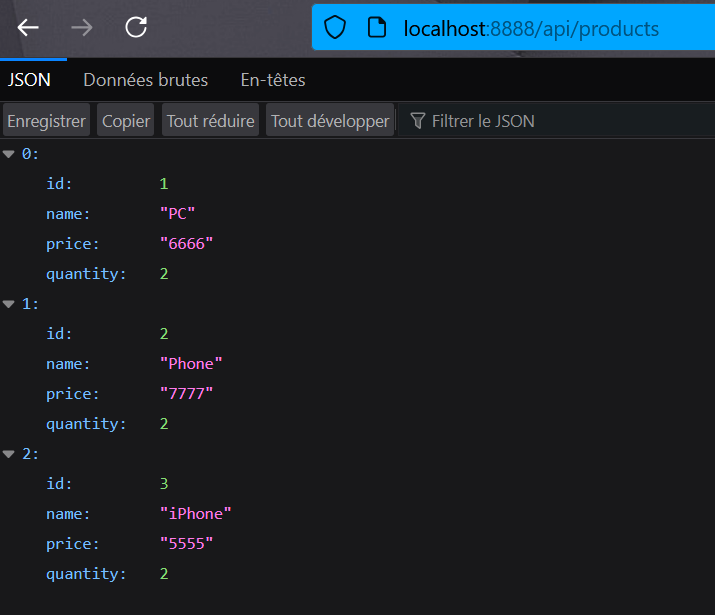 localhost:8888/api/products
JSON Données brutes En-têtes
Enregistrer Copier Tout réduire Tout développer Filtrer le JSON
0:
id: 1
name: "PC"
price: "6666"
quantity: 2
1:
id: 2
name: "Phone"
price: "7777"
quantity: 2
2:
id: 3
name: "iPhone"
price: "5555"
quantity: 2